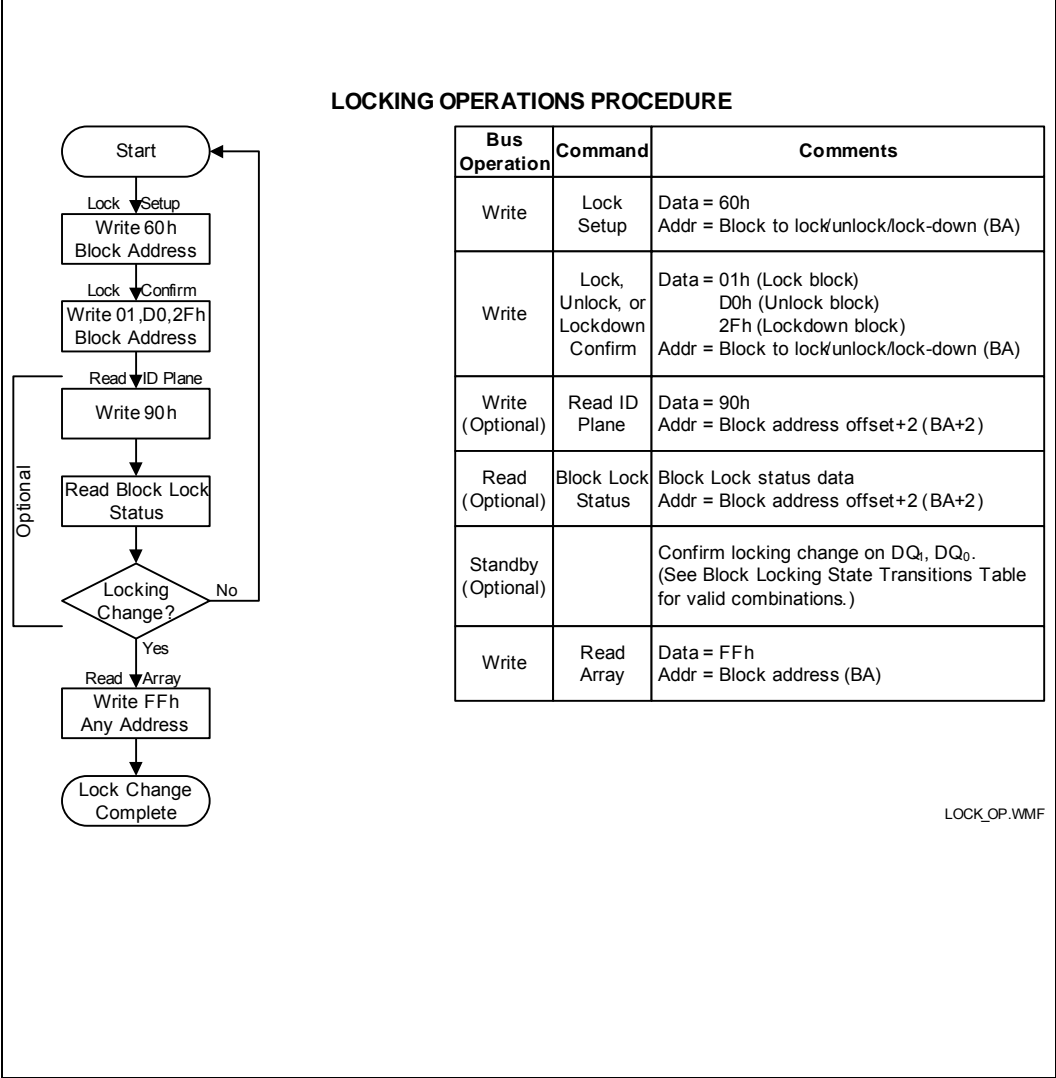 LOCKING OPERATIONS PROCEDURE
Start
Lock Setup
Write 60h
Block Address
Lock Confirm
Write 01,D0,2Fh
Block Address
Read ID Plane
Write 90h
Optional
Read Block Lock
Status
Locking
Change?
No
Yes
Read Array
Write FFh
Any Address
Lock Change
Complete
Bus
Operation
Command
Comments
Write
Lock
Setup
Data = 60h
Addr = Block to lock/unlock/lock-down (BA)
Write
Lock,
Unlock, or
Lockdown
Confirm
Data = 01h (Lock block)
D0h (Unlock block)
2Fh (Lockdown block)
Addr = Block to lock/unlock/lock-down (BA)
Write
(Optional)
Read ID
Plane
Data = 90h
Addr = Block address offset+2 (BA+2)
Read
(Optional)
Block Lock
Status
Block Lock status data
Addr = Block address offset+2 (BA+2)
Standby
(Optional)
Confirm locking change on DQ₁, DQ₀.
(See Block Locking State Transitions Table
for valid combinations.)
Write
Read
Array
Data = FFh
Addr = Block address (BA)
LOCK_OP.WMF